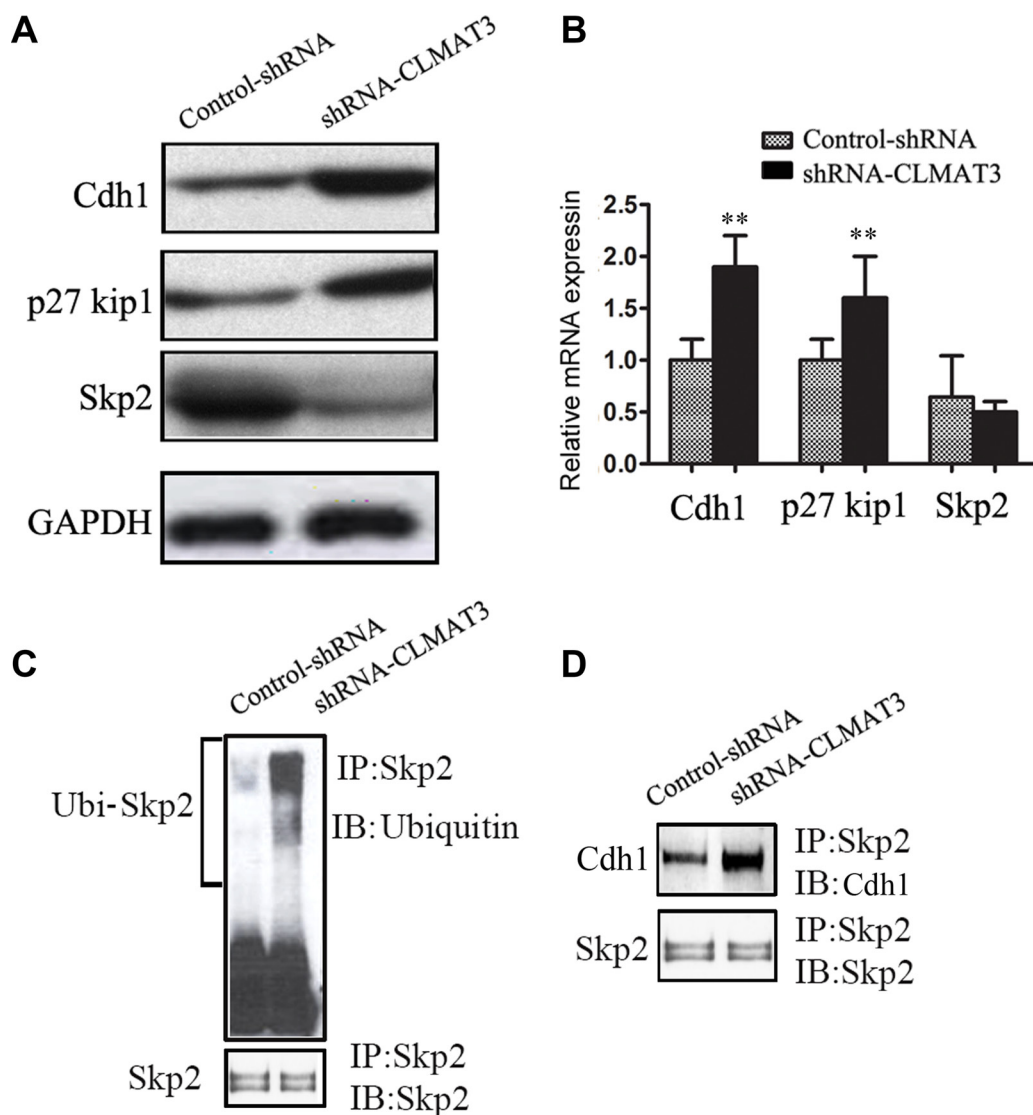 A
Control-shRNA
shRNA-CLMAT3
Cdh1
p27 kip1
Skp2
GAPDH
B
Control-shRNA
shRNA-CLMAT3
Relative mRNA expressin
2.5
2.0
1.5
1.0
0.5
0.0
**
**
Cdh1
p27 kip1
Skp2
C
Control-shRNA
shRNA-CLMAT3
Ubi-Skp2
IP:Skp2
IB:Ubiquitin
Skp2
IP:Skp2
IB:Skp2
D
Control-shRNA
shRNA-CLMAT3
Cdh1
IP:Skp2
IB:Cdh1
Skp2
IP:Skp2
IB:Skp2